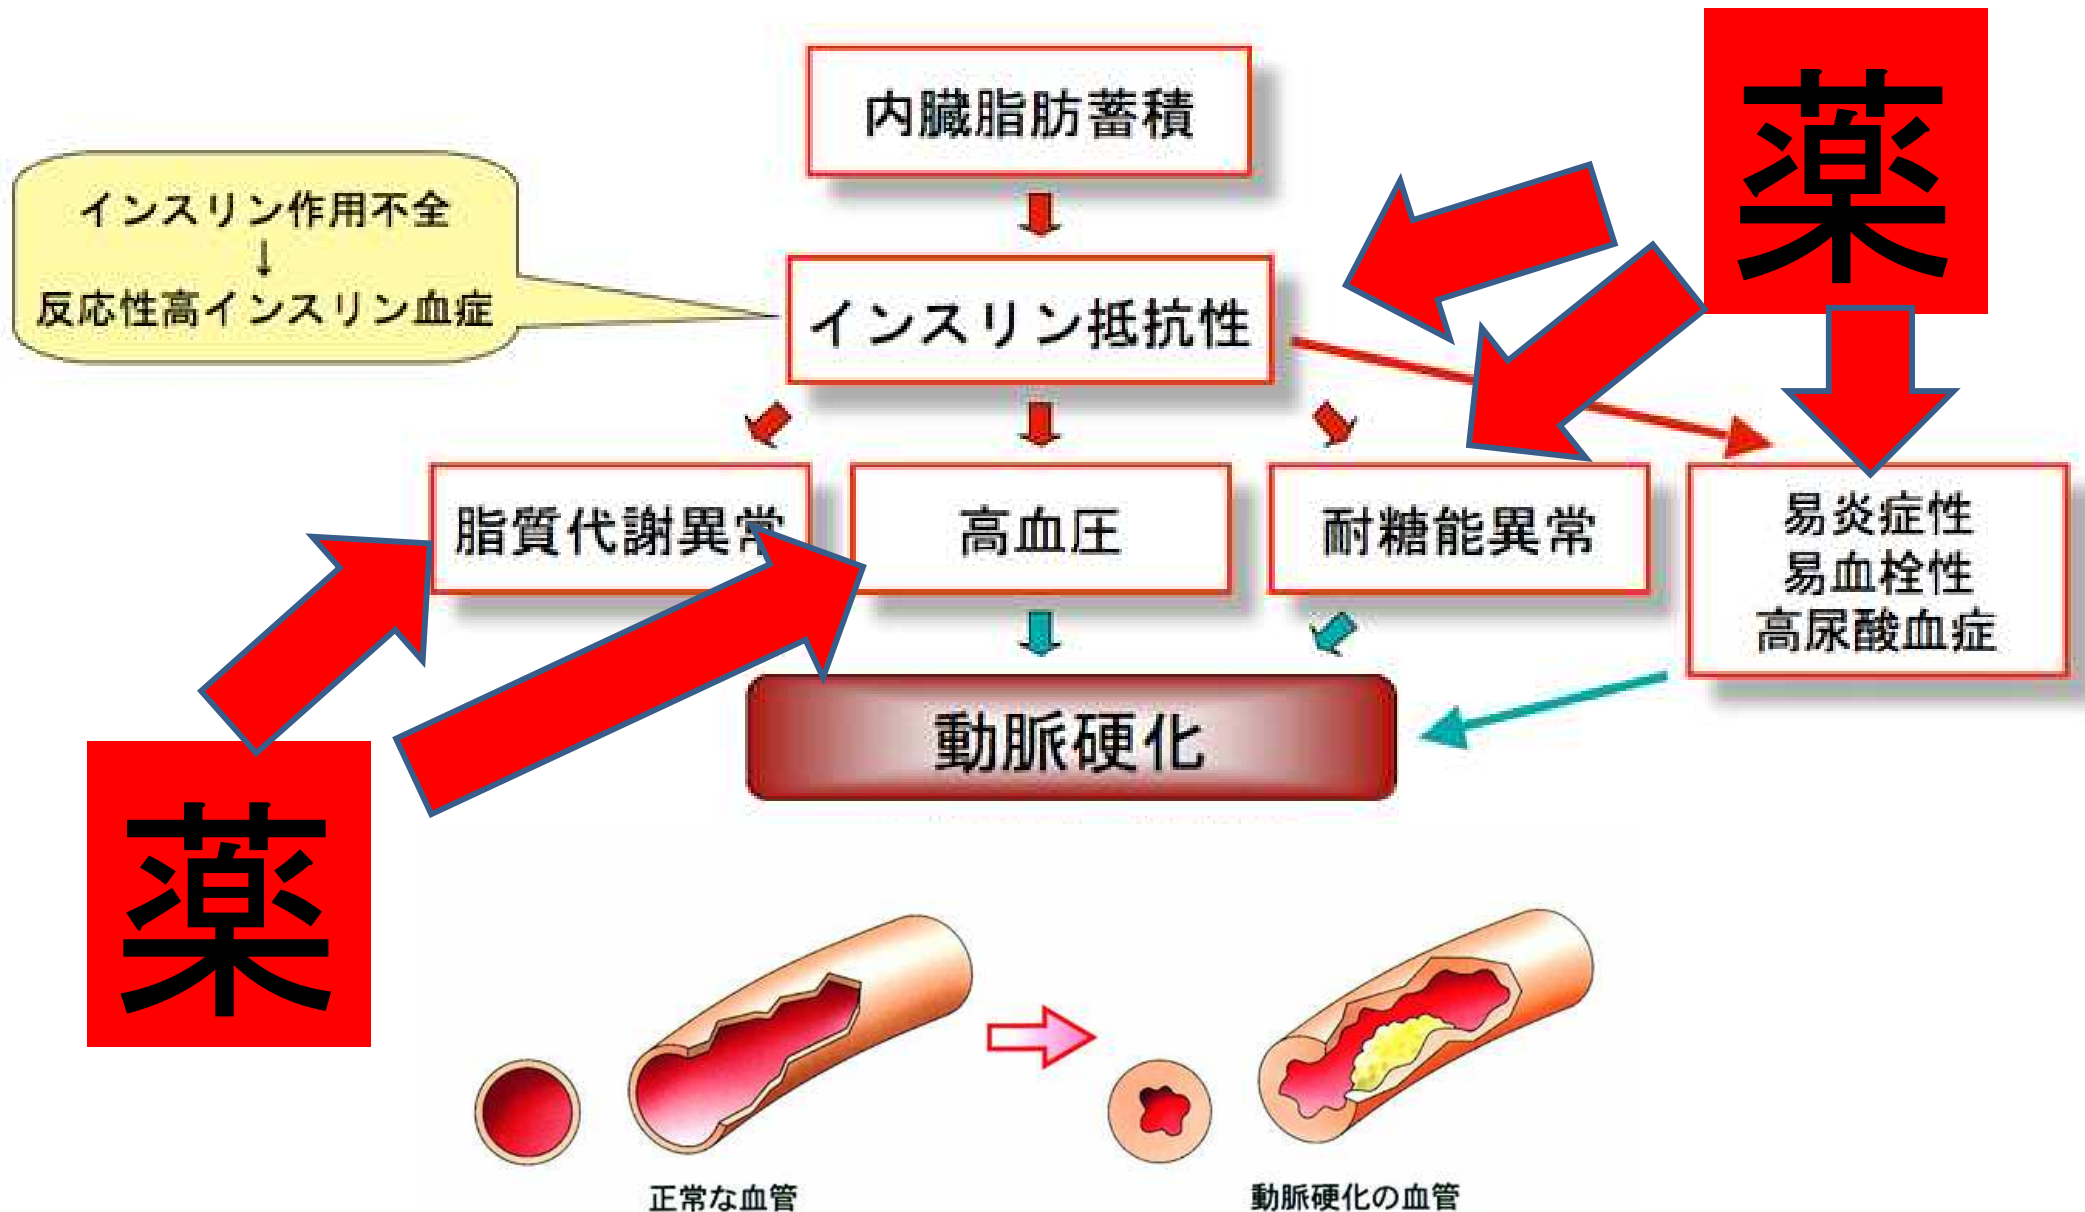 内臓脂肪蓄積
薬
インスリン作用不全
↓
反応性高インスリン血症
インスリン抵抗性
脂質代謝異常
高血圧
耐糖能異常
易炎症性
易血栓性
高尿酸血症
動脈硬化
薬
正常な血管
動脈硬化の血管